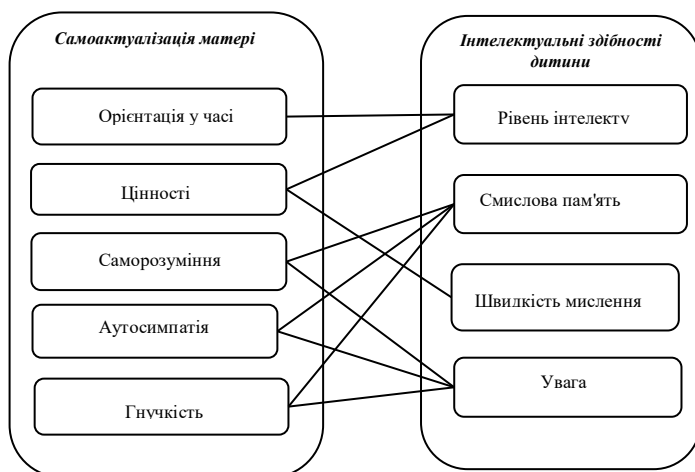 Самоактуалізація матері
Орієнтація у часі
Цінності
Саморозуміння
Аутосимпатія
Гнучкість
Інтелектуальні здібності
дитини
Рівень інтелекту
Смислова пам'ять
Швидкість мислення
Увага